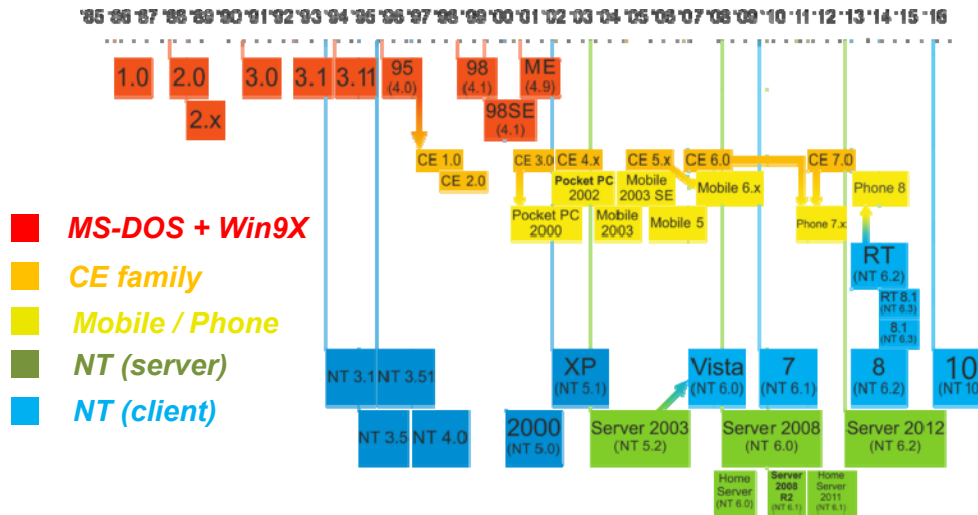 '85 '86 '87 '88 '89 '90 '91 '92 '93 '94 '95 '96 '97 '98 '99 '00 '01 '02 '03 '04 '05 '06 '07 '08 '09 '10 '11 '12 '13 '14 '15 '16
1.0
2.0
3.0
3.1
3.11
95
(4.0)
98
(4.1)
ME
(4.9)
2.x
98SE
(4.1)
CE 1.0
CE 3.0
CE 4.x
CE 5.x
CE 6.0
CE 7.0
CE 2.0
Pocket PC
2002
Mobile
2003 SE
Mobile 6.x
Phone 8
Pocket PC
2000
Mobile
2003
Mobile 5
Phone 7.x
MS-DOS + Win9X
CE family
Mobile / Phone
NT (server)
NT (client)
RT
(NT 6.2)
RT 8.1
(NT 6.3)
8.1
(NT 6.3)
NT 3.1
NT 3.51
XP
(NT 5.1)
Vista
(NT 6.0)
7
(NT 6.1)
8
(NT 6.2)
10
(NT 10
NT 3.5
NT 4.0
2000
(NT 5.0)
Server 2003
(NT 5.2)
Server 2008
(NT 6.0)
Server 2012
(NT 6.2)
Home
Server
(NT 6.0)
Server
2008
R2
(NT 6.1)
Home
Server
2011
(NT 6.1)